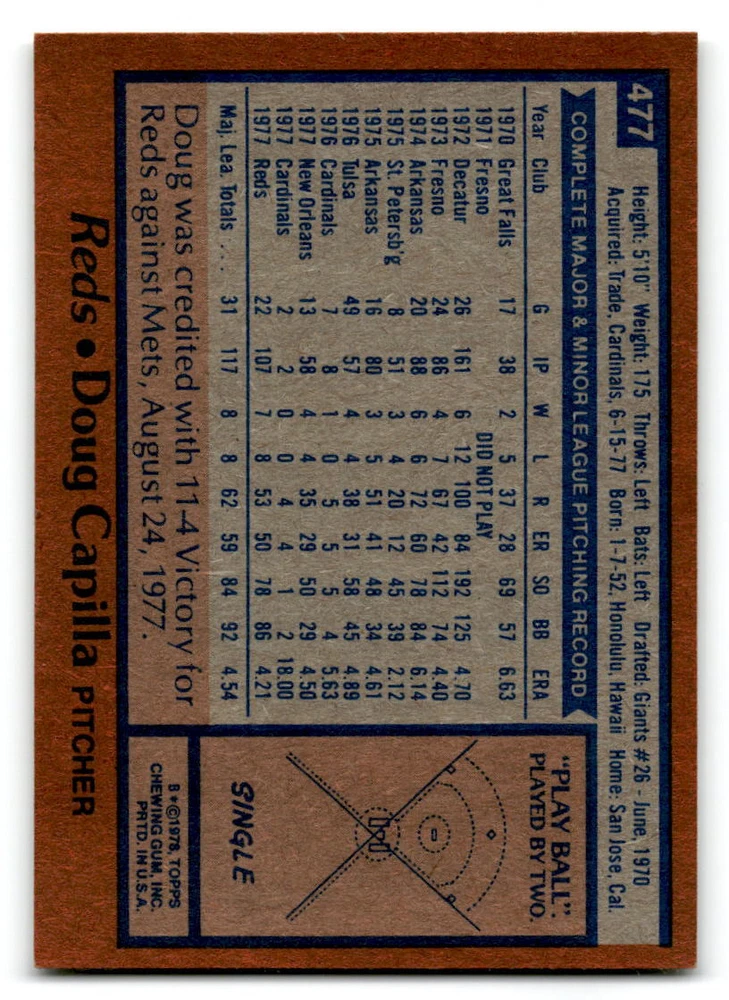 477
Height: 5'10" Weight: 175 Throws: Left Bats: Left Drafted: Giants #26 - June, 1970
Acquired: Trade, Cardinals, 6-15-77 Born: 1-7-52, Honolulu, Hawaii Home: San Jose, Cal.
COMPLETE MAJOR & MINOR LEAGUE PITCHING RECORD
Year Club G IP W L R ER SO BB ERA
1970 Great Falls 17 38 2 5 37 28 69 57 6.63
1971 Fresno DID NOT PLAY
1972 Decatur 26 161 6 12 100 84 192 125 4.70
1973 Fresno 24 86 4 7 67 42 112 74 4.40
1974 Arkansas 20 88 6 6 72 60 78 84 6.14
1975 St. Petersb'g 8 51 3 4 20 12 45 39 2.12
1975 Arkansas 16 80 3 5 51 41 48 34 4.61
1976 Tulsa 49 57 4 4 38 31 58 45 4.89
1976 Cardinals 7 8 1 0 5 5 5 4 5.63
1977 New Orleans 13 58 4 4 35 29 50 29 4.50
1977 Cardinals 2 2 0 0 4 4 1 2 18.00
1977 Reds 22 107 7 8 53 50 78 86 4.21
Maj. Lea. Totals ... 31 117 8 8 62 59 84 92 4.54
Doug was credited with 11-4 Victory for
Reds against Mets, August 24, 1977.
"PLAY BALL":
PLAYED BY TWO.
SINGLE
B*©1978, TOPPS
CHEWING GUM, INC.
PRTD. IN U.S.A.
Reds • Doug Capilla PITCHER